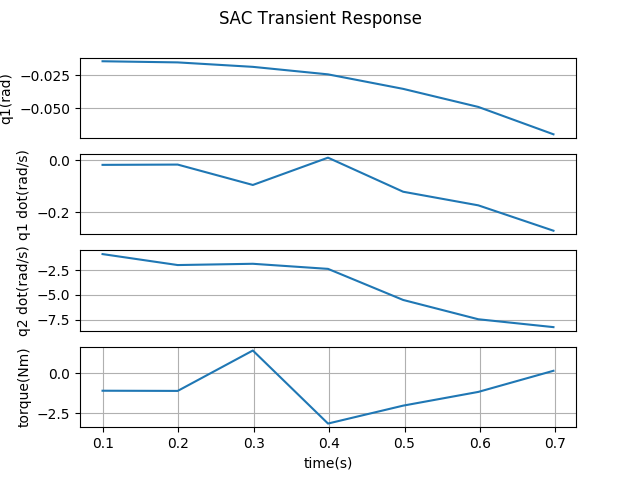 SAC Transient Response
q1(rad)
−0.025
−0.050
q1 dot(rad/s)
0.0
−0.2
q2 dot(rad/s)
−2.5
−5.0
−7.5
torque(Nm)
0.0
−2.5
0.1 0.2 0.3 0.4 0.5 0.6 0.7
time(s)